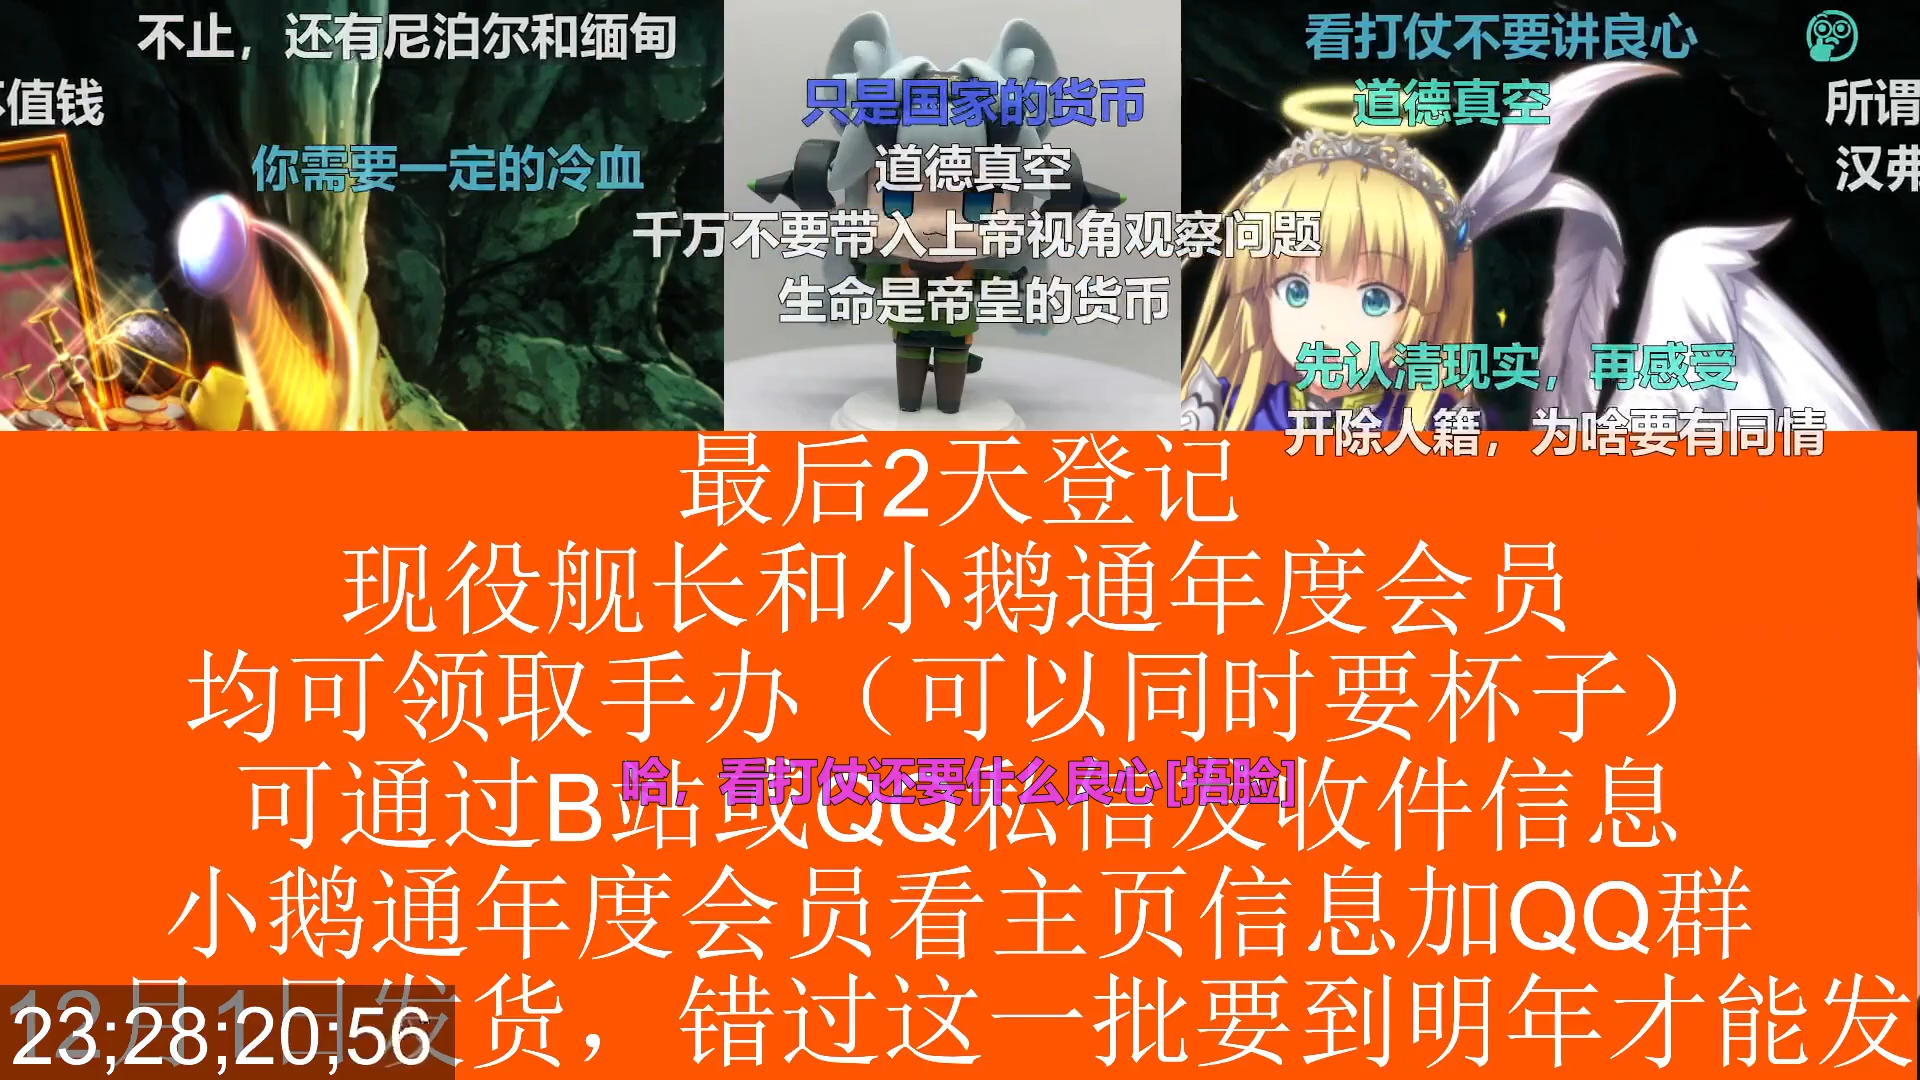 不止，还有尼泊尔和缅甸
看打仗不要讲良心
不值钱
只是国家的货币
道德真空
所谓
你需要一定的冷血
道德真空
汉弗
千万不要带入上帝视角观察问题
生命是帝皇的货币
先认清现实，再感受
开除人籍，为啥要有同情
最后2天登记
现役舰长和小鹅通年度会员
均可领取手办（可以同时要杯子）
哈，看打仗还要什么良心[捂脸]
可通过B站或QQ私信发收件信息
小鹅通年度会员看主页信息加QQ群
12月1日发货，错过这一批要到明年才能发
23;28;20;56